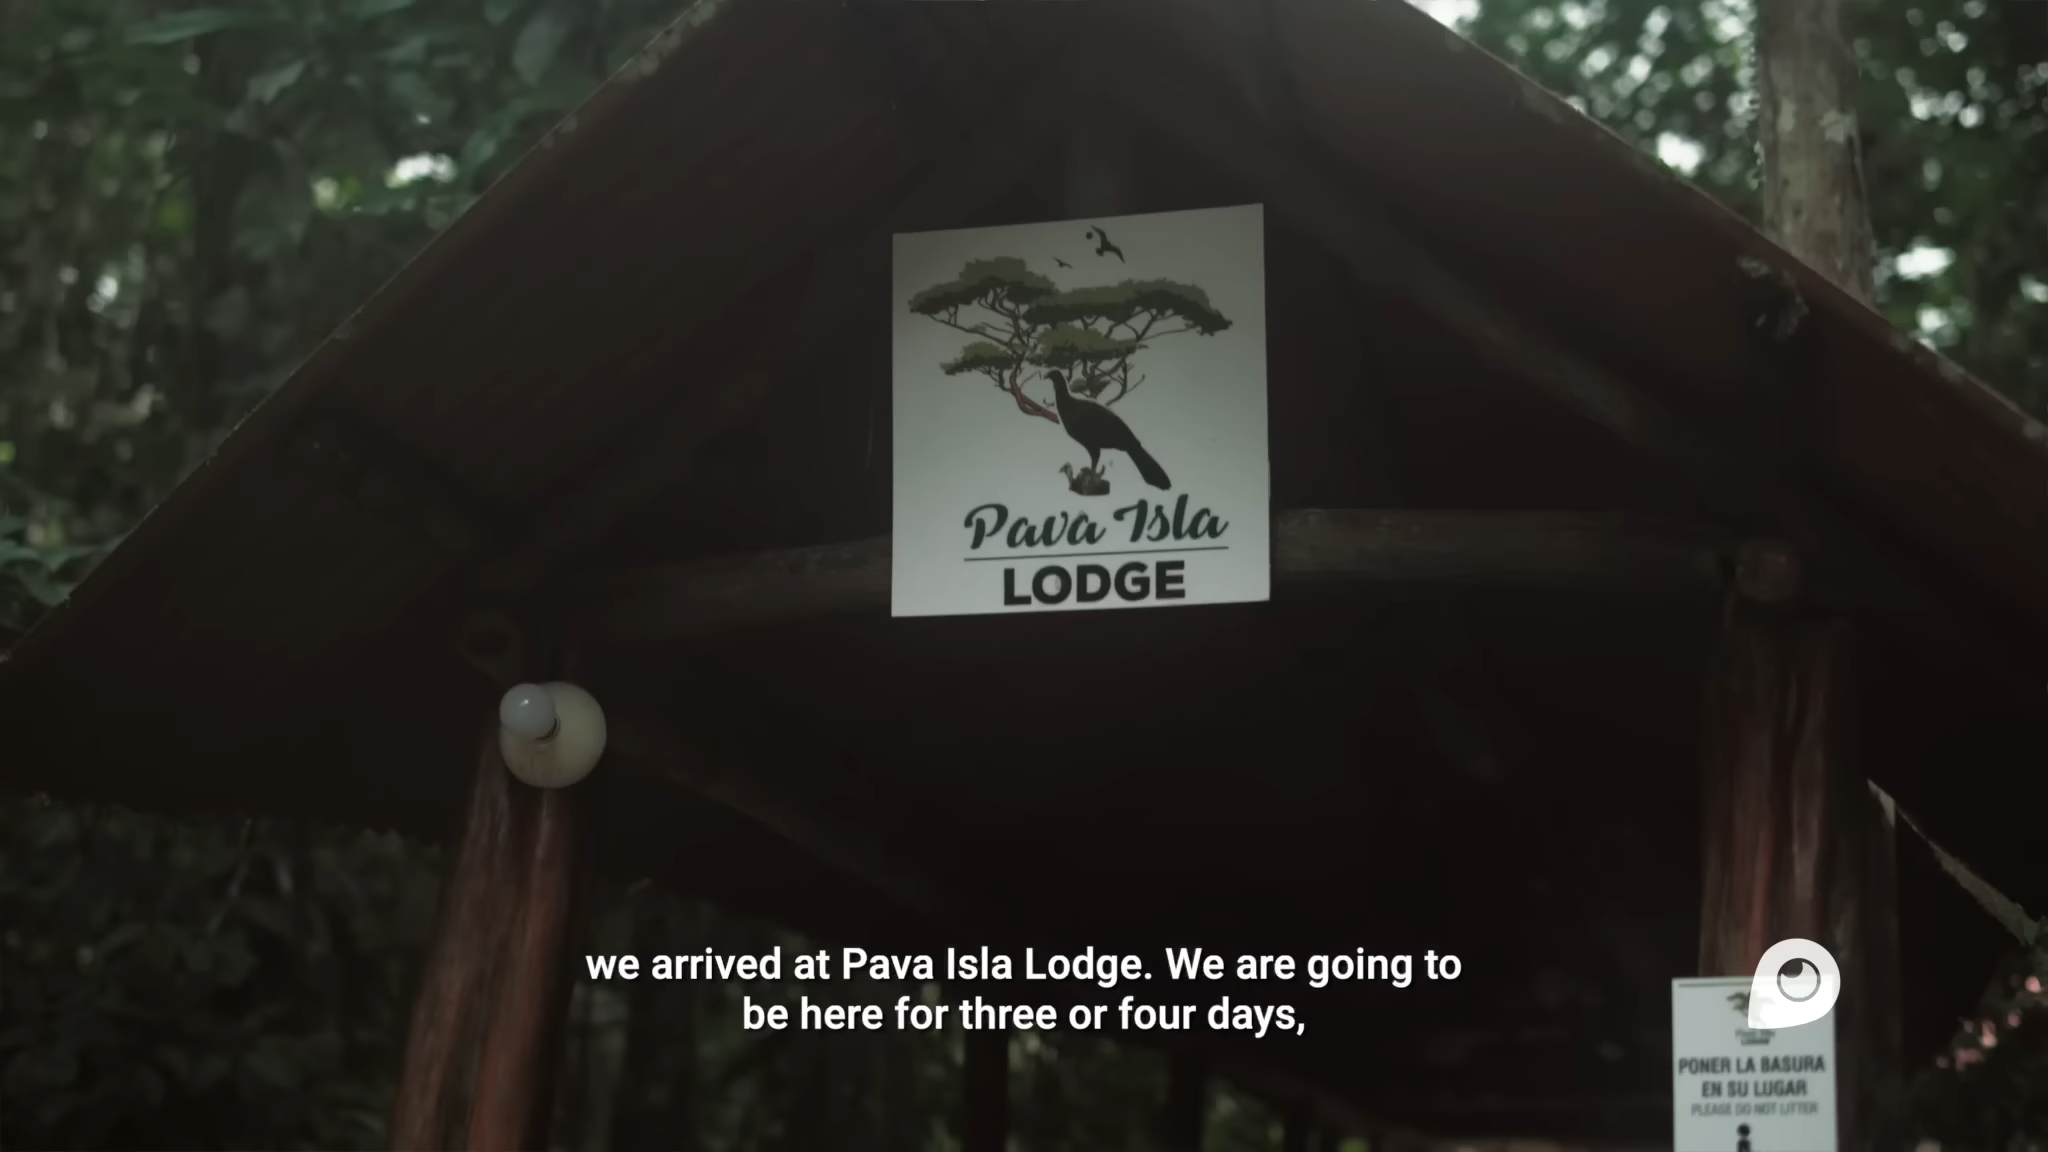 Pava Isla
LODGE
we arrived at Pava Isla Lodge. We are going to
be here for three or four days,
PONER LA BASURA
EN SU LUGAR
PLEASE DO NOT LITTER